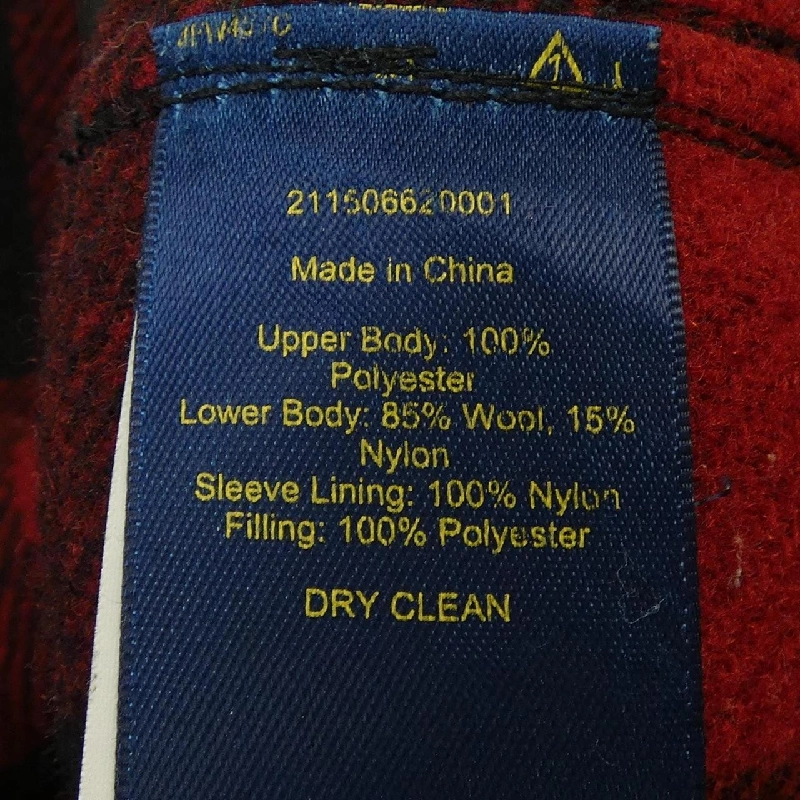 211506620001
Made in China
Upper Body: 100%
Polyester
Lower Body: 85% Wool, 15%
Nylon
Sleeve Lining: 100% Nylon
Filling: 100% Polyester
DRY CLEAN